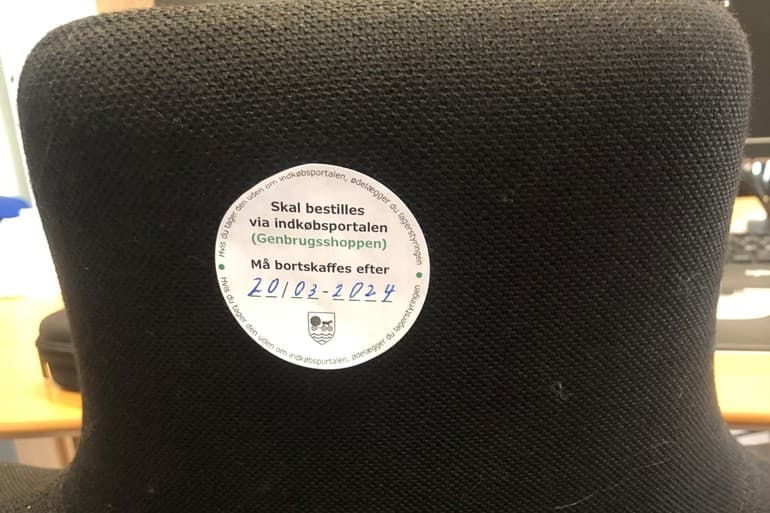 Hvis du tager den uden om indkøbsportalen, ødelægger du lagerstyringen
Skal bestilles
via indkøbsportalen
(Genbrugsshoppen)
Må bortskaffes efter
20/03-2024
Hvis du tager den uden om indkøbsportalen, ødelægger du lagerstyringen